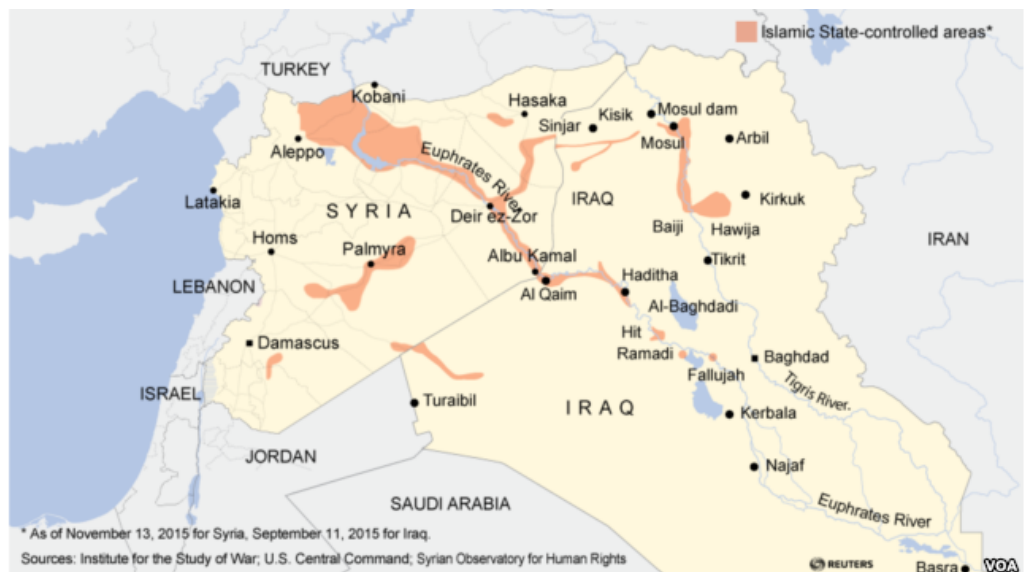 Islamic State-controlled areas*
TURKEY
Kobani
Hasaka
Kisik
Mosul dam
Sinjar
Mosul
Arbil
Aleppo
Euphrates River
Latakia
SYRIA
Deir ez-Zor
IRAQ
Kirkuk
Baiji
Hawija
Homs
Palmyra
Albu Kamal
Tikrit
IRAN
LEBANON
Al Qaim
Haditha
Al-Baghdadi
Damascus
Hit
Ramadi
Baghdad
Fallujah
Tigris River
ISRAEL
Turaibil
IRAQ
Kerbala
JORDAN
Najaf
SAUDI ARABIA
Euphrates River
* As of November 13, 2015 for Syria, September 11, 2015 for Iraq.
Sources: Institute for the Study of War; U.S. Central Command; Syrian Observatory for Human Rights
REUTERS
Basra
VOA